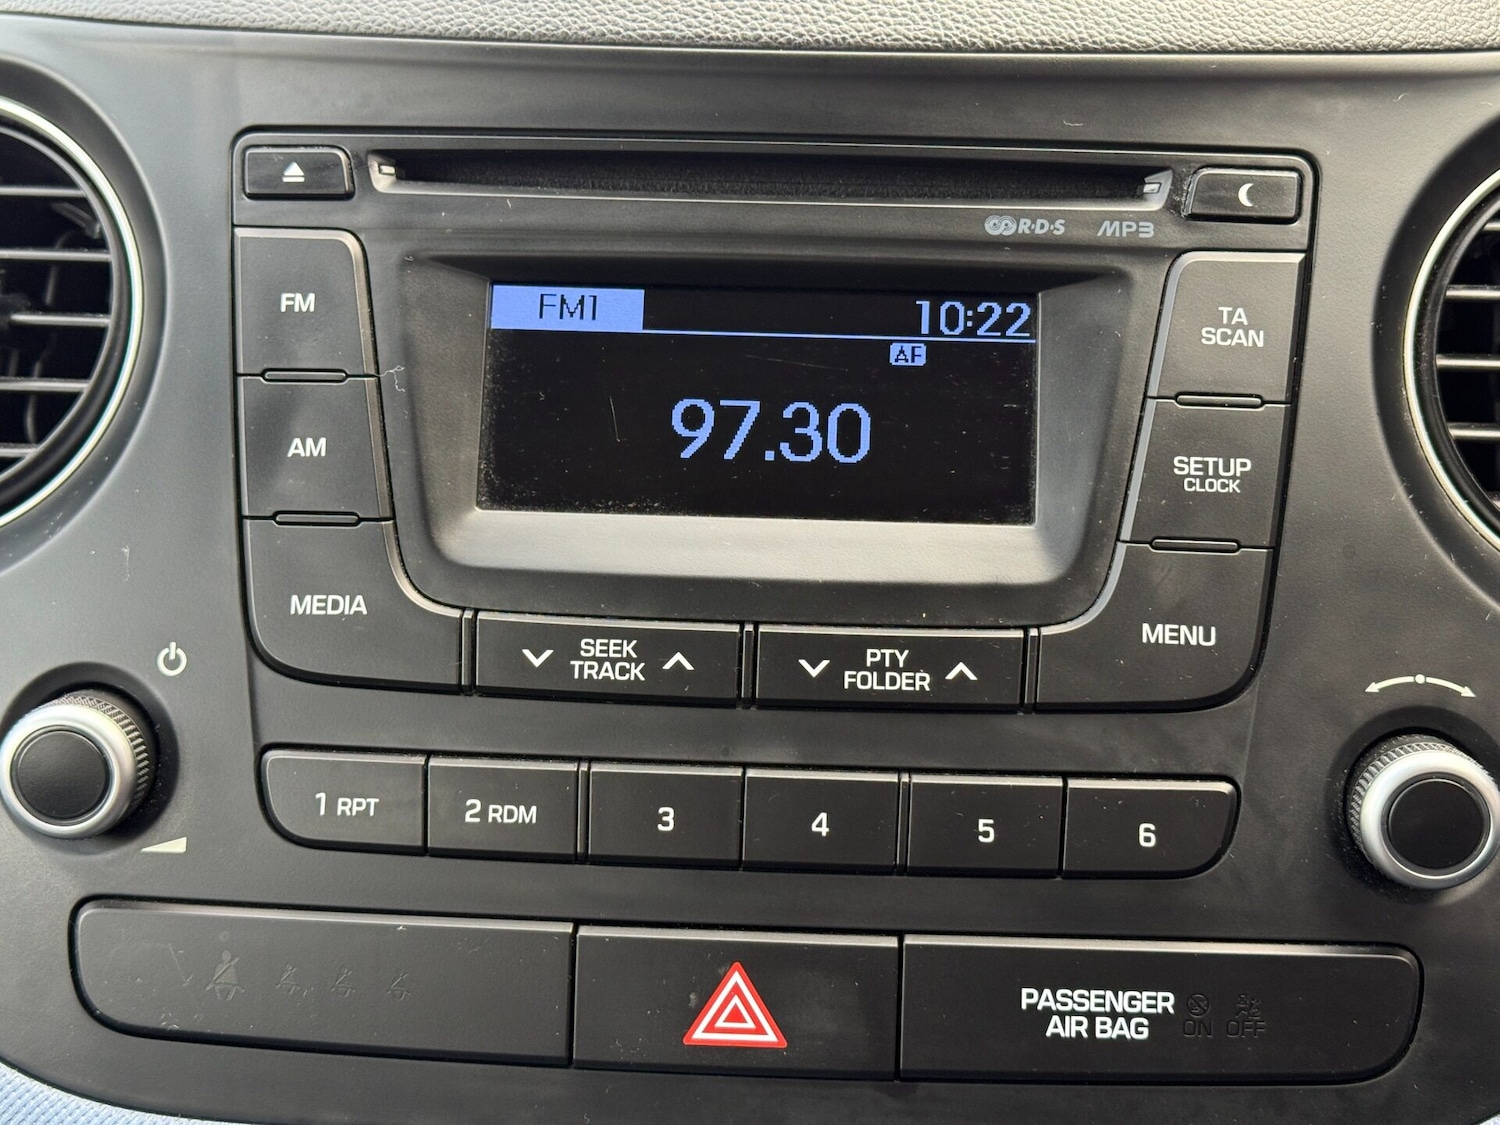 R·D·S MP3
FM
FM1
10:22
AF
97.30
TA
SCAN
AM
SETUP
CLOCK
MEDIA
SEEK
TRACK
PTY
FOLDER
MENU
1 RPT
2 RDM
3
4
5
6
PASSENGER
AIR BAG
ON OFF